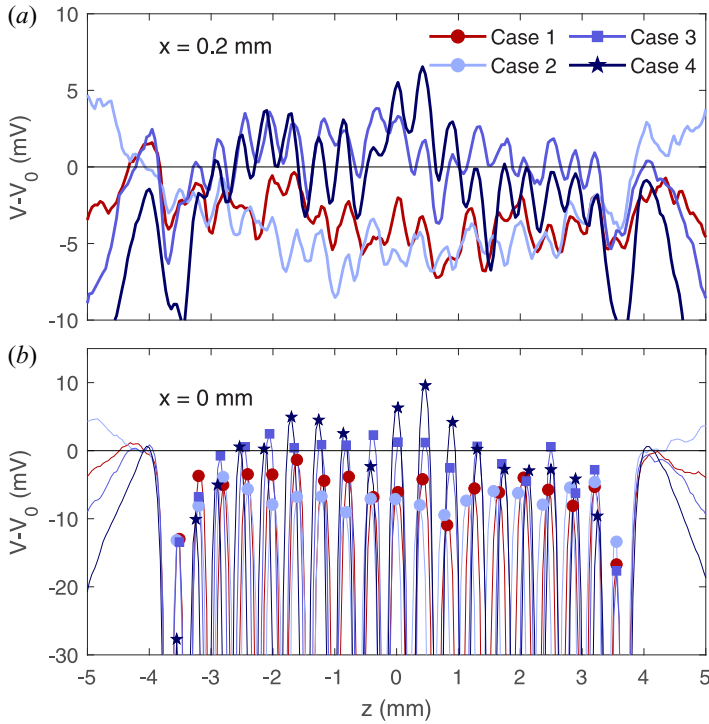 (a)
x = 0.2 mm
Case 1
Case 3
Case 2
Case 4
V-V0 (mV)
10
5
0
-5
-10
(b)
x = 0 mm
V-V0 (mV)
10
0
-10
-20
-30
-5 -4 -3 -2 -1 0 1 2 3 4 5
z (mm)